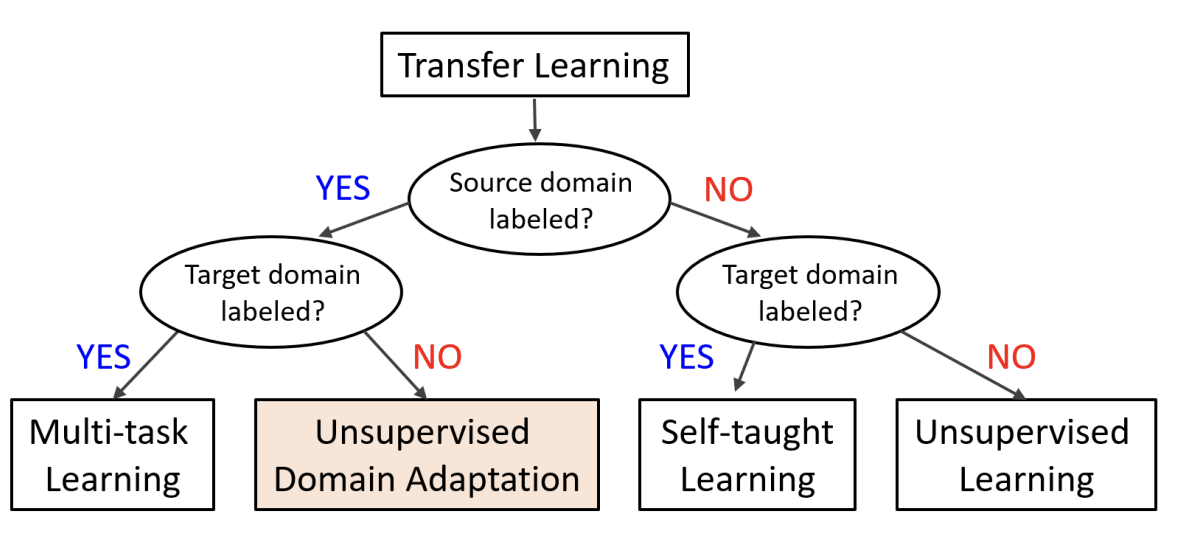 Transfer Learning
YES
Source domain
labeled?
NO
Target domain
labeled?
Target domain
labeled?
YES
NO
YES
NO
Multi-task
Learning
Unsupervised
Domain Adaptation
Self-taught
Learning
Unsupervised
Learning